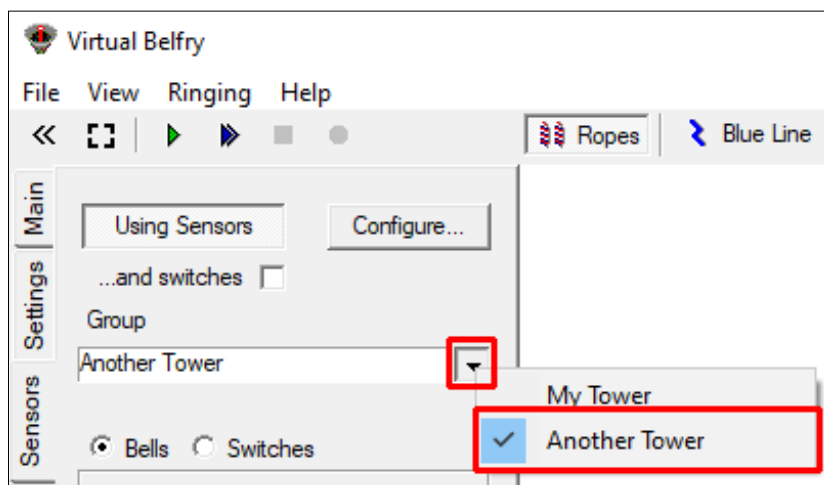 Virtual Belfry
File View Ringing Help
Ropes Blue Line
Main
Settings
Sensors
Using Sensors Configure...
...and switches
Group
Another Tower
My Tower
Another Tower
Bells Switches